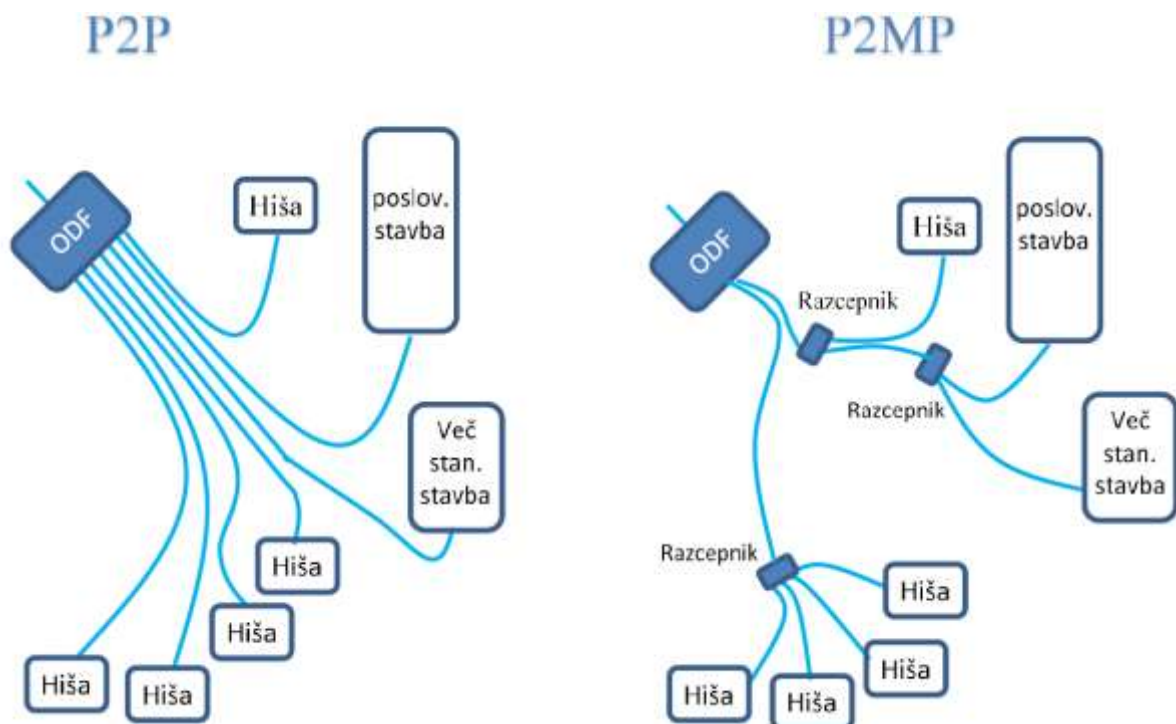 P2P
ODF
Hiša
poslov.
stavba
Več
stan.
stavba
Hiša
Hiša
Hiša
Hiša
P2MP
ODF
Hiša
poslov.
stavba
Razcepnik
Razcepnik
Več
stan.
stavba
Razcepnik
Hiša
Hiša
Hiša
Hiša